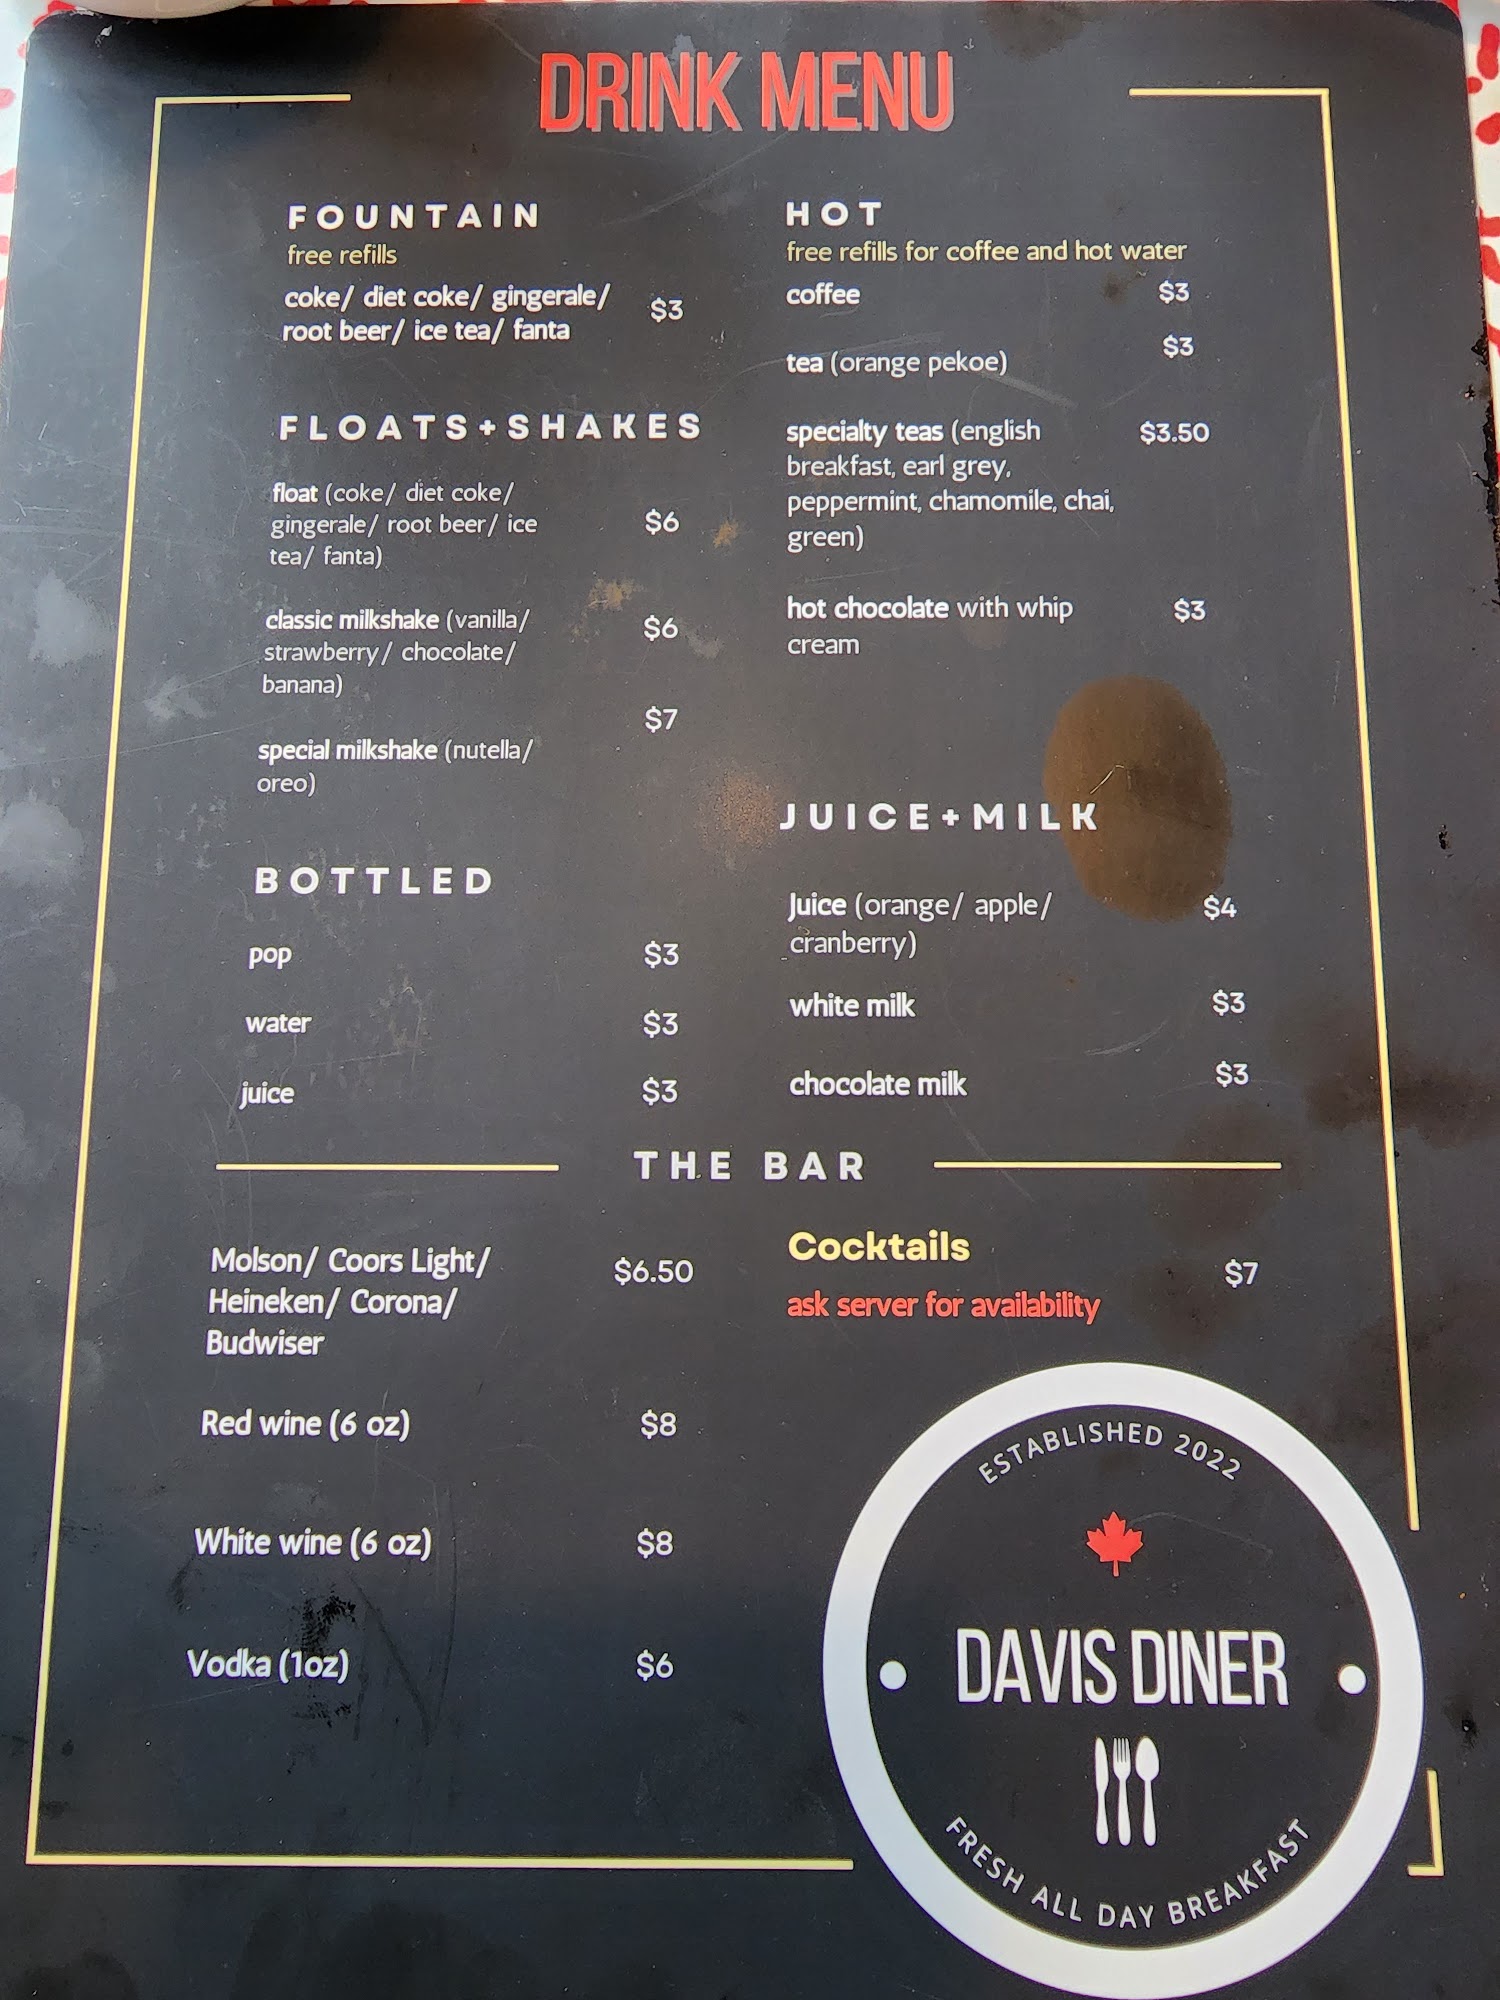 DRINK MENU
FOUNTAIN
free refills
coke/ diet coke/ gingerale/ $3
root beer/ ice tea/ fanta
FLOATS+SHAKES
float (coke/ diet coke/
gingerale/ root beer/ ice $6
tea/ fanta)
classic milkshake (vanilla/ $6
strawberry/ chocolate/
banana)
$7
special milkshake (nutella/
oreo)
BOTTLED
pop $3
water $3
juice $3
HOT
free refills for coffee and hot water
coffee $3
tea (orange pekoe) $3
specialty teas (english $3.50
breakfast, earl grey,
peppermint, chamomile, chai,
green)
hot chocolate with whip $3
cream
JUICE+MILK
Juice (orange/ apple/ $4
cranberry)
white milk $3
chocolate milk $3
THE BAR
Molson/ Coors Light/ $6.50
Heineken/ Corona/
Budwiser
Red wine (6 oz) $8
White wine (6 oz) $8
Vodka (1oz) $6
Cocktails $7
ask server for availability
ESTABLISHED 2022
DAVIS DINER
FRESH ALL DAY BREAKFAST